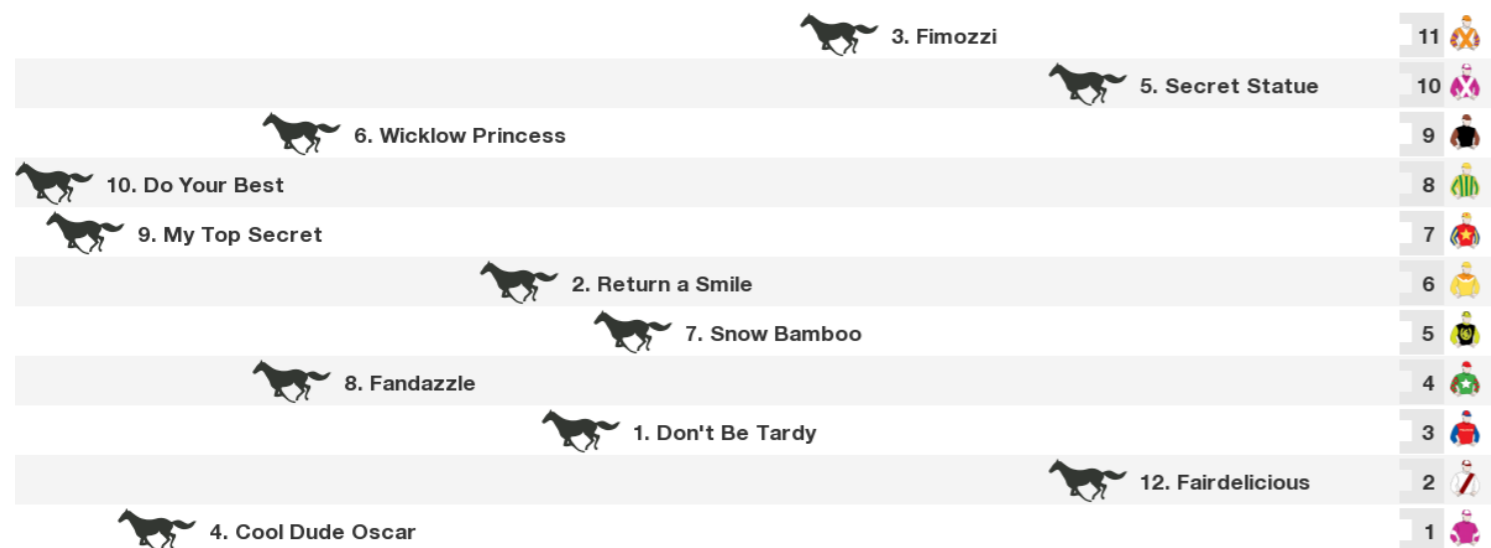 3. Fimozzi 11
5. Secret Statue 10
6. Wicklow Princess 9
10. Do Your Best 8
9. My Top Secret 7
2. Return a Smile 6
7. Snow Bamboo 5
8. Fandazzle 4
1. Don't Be Tardy 3
12. Fairdelicious 2
4. Cool Dude Oscar 1